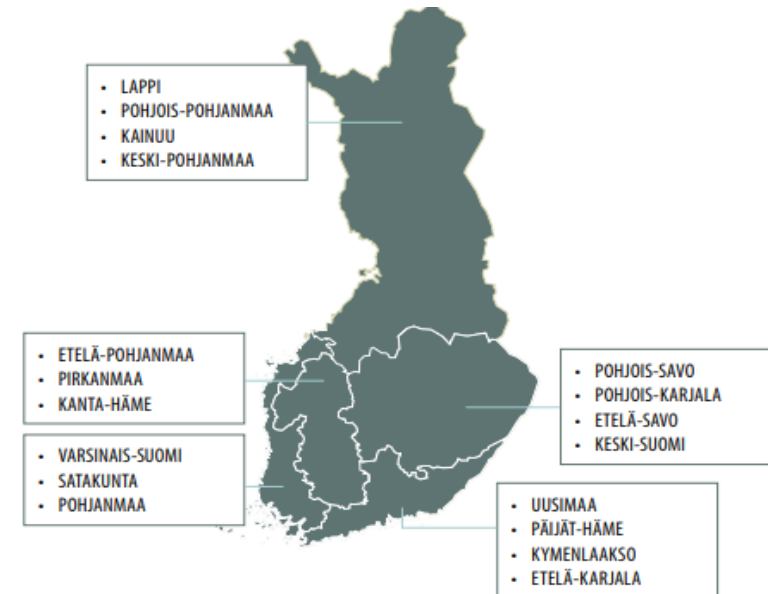 • LAPPI
• POHJOIS-POHJANMAA
• KAINUU
• KESKI-POHJANMAA
• ETELÄ-POHJANMAA
• PIRKANMAA
• KANTA-HÄME
• POHJOIS-SAVO
• POHJOIS-KARJALA
• ETELÄ-SAVO
• KESKI-SUOMI
• VARSINAIS-SUOMI
• SATAKUNTA
• POHJANMAA
• UUSIMAA
• PÄIJÄT-HÄME
• KYMENLAAKSO
• ETELÄ-KARJALA